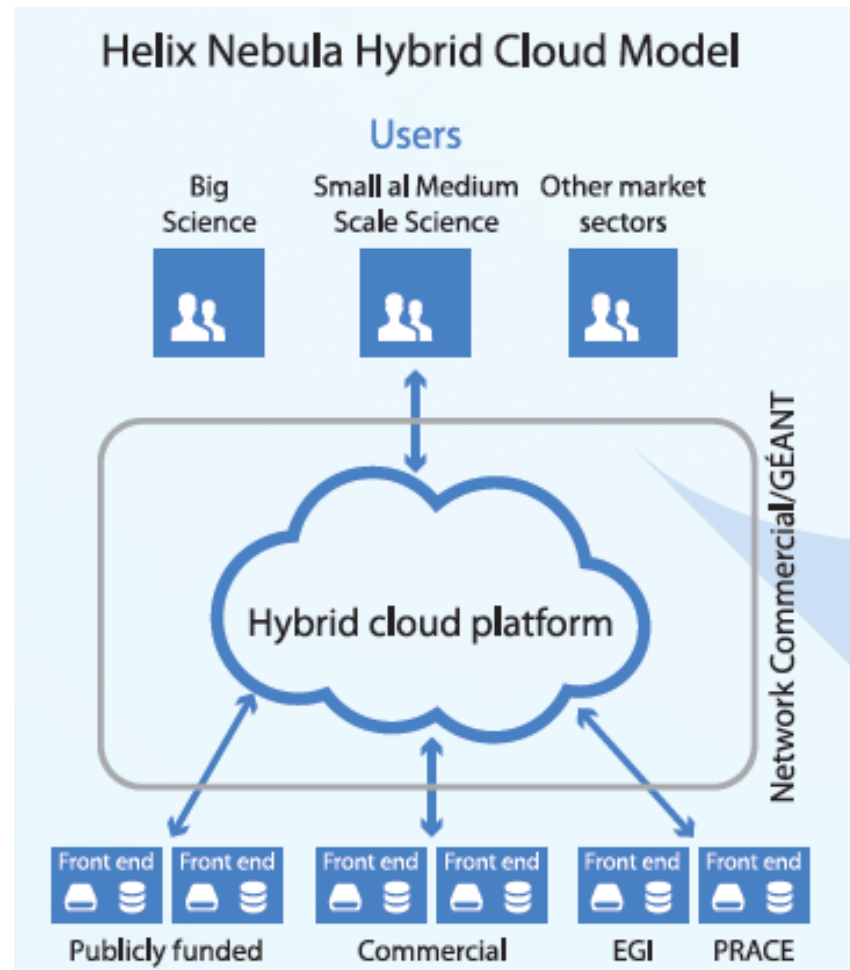 Helix Nebula Hybrid Cloud Model
Users
Big
Science
Small al Medium
Scale Science
Other market
sectors
Network Commercial/GÉANT
Hybrid cloud platform
Front end
Front end
Front end
Front end
Front end
Front end
Publicly funded
Commercial
EGI
PRACE